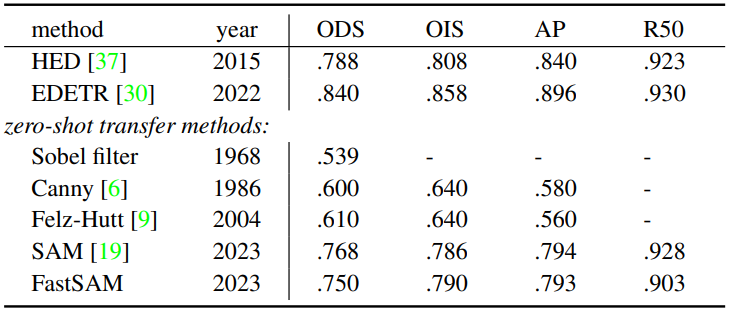 method year ODS OIS AP R50
HED [37] 2015 .788 .808 .840 .923
EDETR [30] 2022 .840 .858 .896 .930
zero-shot transfer methods:
Sobel filter 1968 .539 - - -
Canny [6] 1986 .600 .640 .580 -
Felz-Hutt [9] 2004 .610 .640 .560 -
SAM [19] 2023 .768 .786 .794 .928
FastSAM 2023 .750 .790 .793 .903